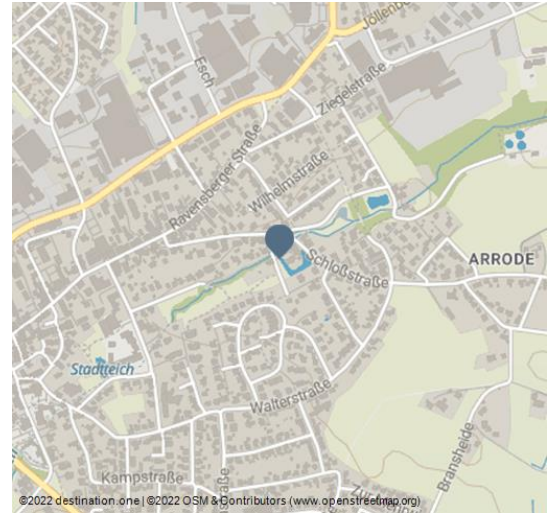 Jöllenb
Esch
Ziegelstraße
Ravensberger Straße
Wilhelmstraße
Schloßstraße
ARRODE
Stadtteich
Walterstraße
Bransheide
Kampstraße
©2022 destination.one | ©2022 OSM & Contributors (www.openstreetmap.org)